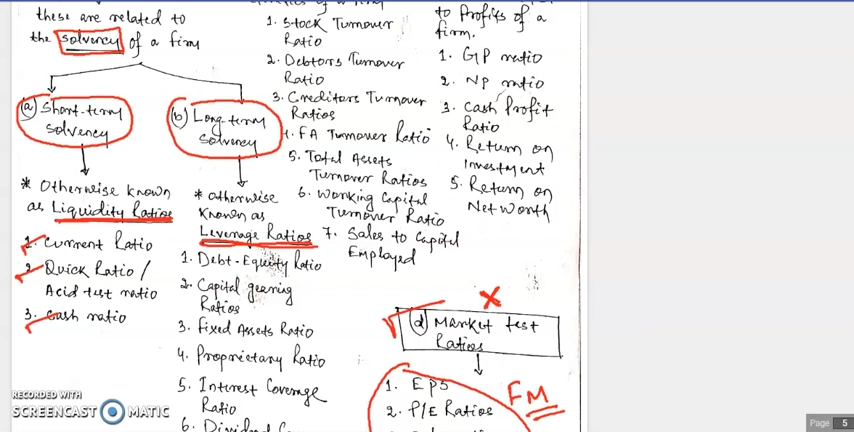 these are related to
the solvency of a firm
(a) Short-term
solvency
* Otherwise known
as Liquidity Ratios
1. Current Ratio
2. Quick Ratio /
Acid test ratio
3. Cash ratio
(b) Long-term
solvency
* otherwise
known as
Leverage Ratios
1. Debt-Equity Ratio
2. Capital gearing
Ratios
3. Fixed Assets Ratio
4. Proprietary Ratio
5. Interest Coverage
Ratio
6. Dividend
1. Stock Turnover
Ratio
2. Debtors Turnover
Ratio
3. Creditors Turnover
Ratios
4. FA Turnover Ratio
5. Total Assets
Turnover Ratios
6. Working Capital
Turnover Ratio
7. Sales to Capital
Employed
to profits of a
firm.
1. GP ratio
2. NP ratio
3. Cash Profit
Ratio
4. Return on
Investment
5. Return on
Net Worth
(d) Market test
Ratios
1. EPS
2. P/E Ratios
FM
RECORDED WITH
SCREENCAST MATIC
Page 5